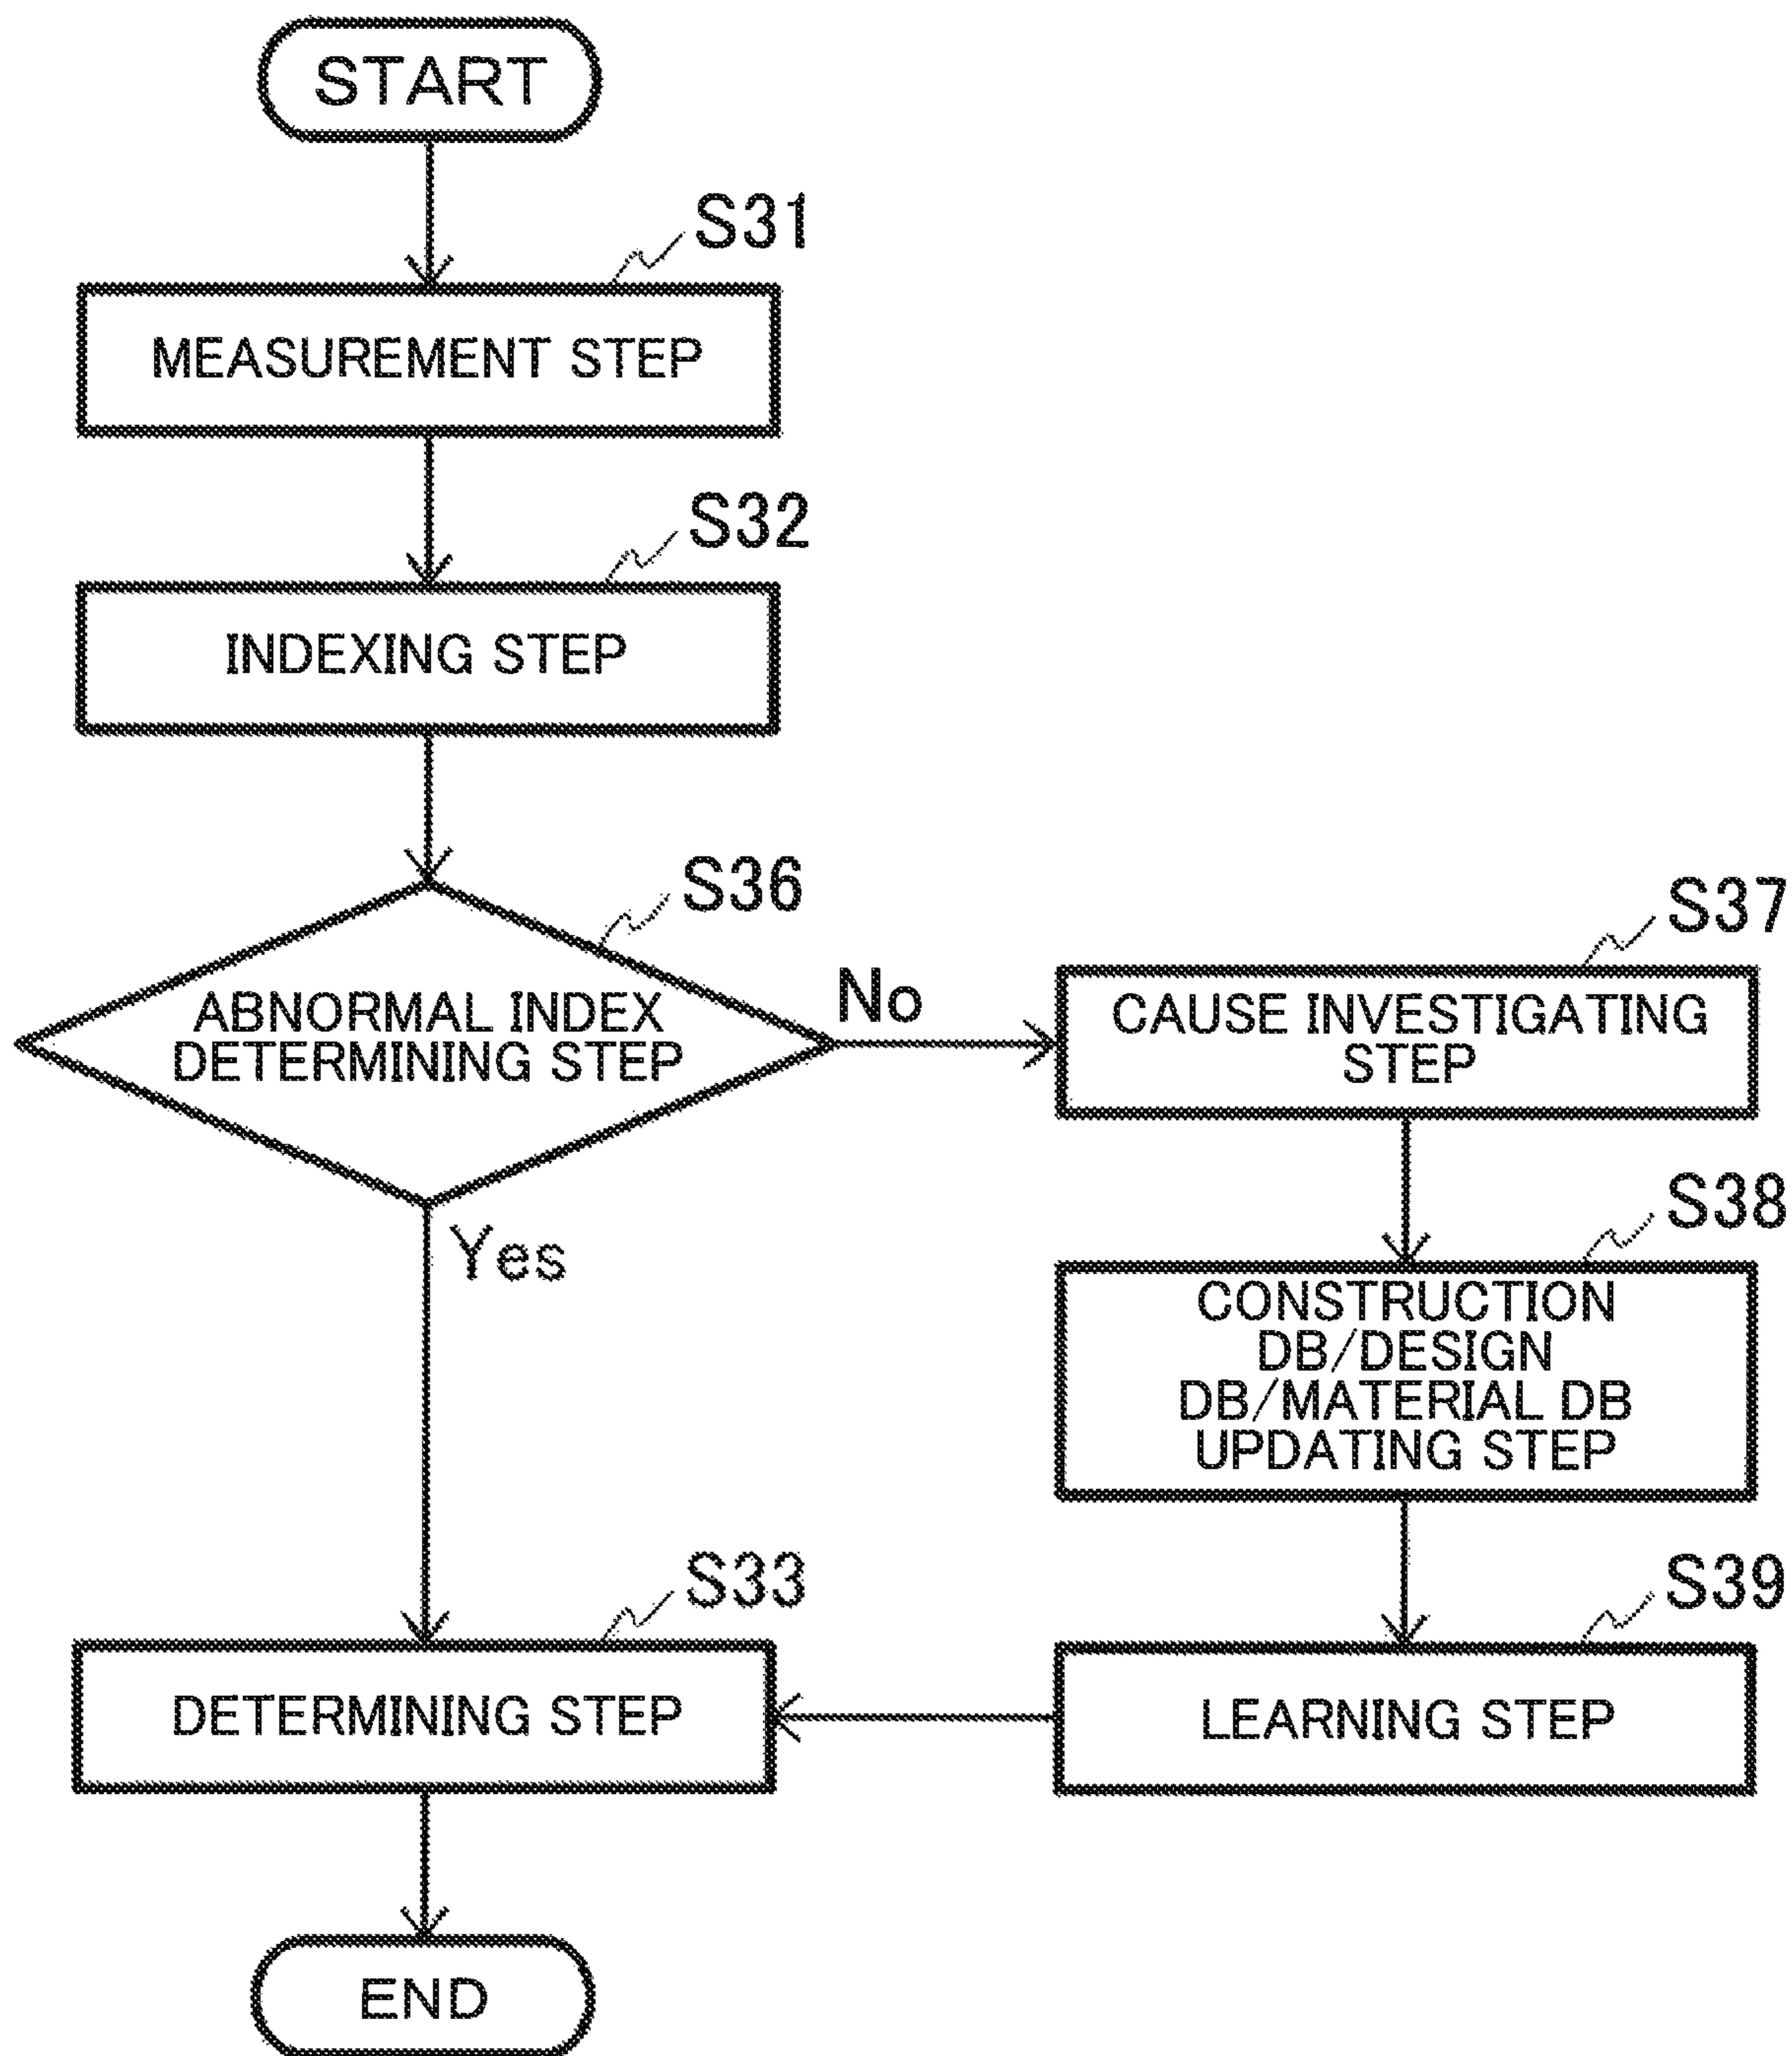 START
S31
MEASUREMENT STEP
S32
INDEXING STEP
S36
ABNORMAL INDEX
DETERMINING STEP
No
Yes
S37
CAUSE INVESTIGATING
STEP
S38
CONSTRUCTION
DB/DESIGN
DB/MATERIAL DB
UPDATING STEP
S39
LEARNING STEP
S33
DETERMINING STEP
END